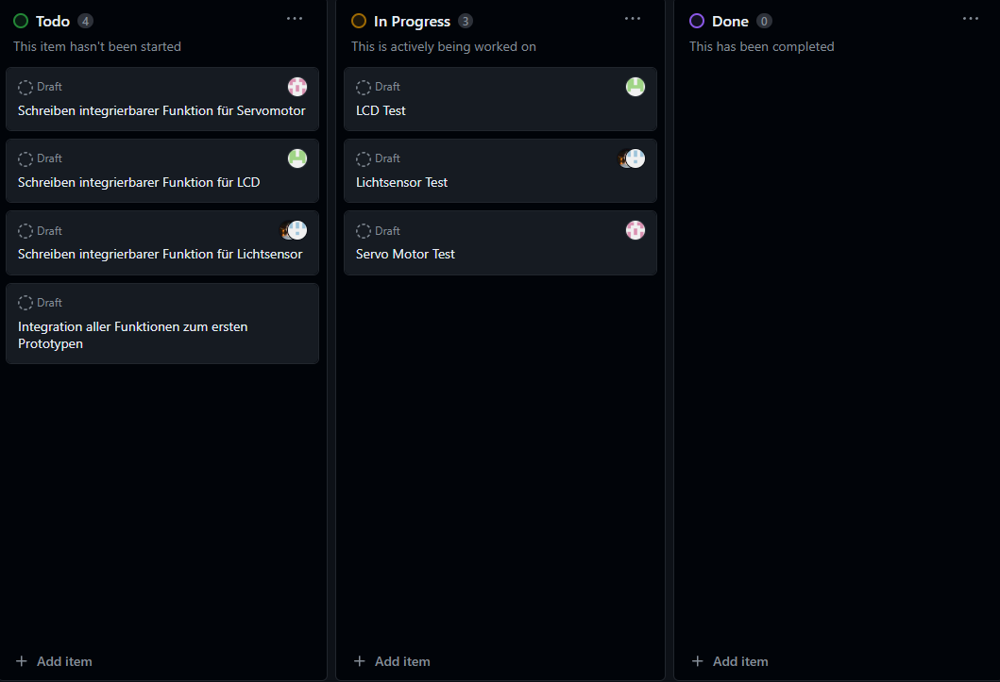 Todo 4
This item hasn't been started
Draft
Schreiben integrierbarer Funktion für Servomotor
Draft
Schreiben integrierbarer Funktion für LCD
Draft
Schreiben integrierbarer Funktion für Lichtsensor
Draft
Integration aller Funktionen zum ersten
Prototypen
Add item
In Progress 3
This is actively being worked on
Draft
LCD Test
Draft
Lichtsensor Test
Draft
Servo Motor Test
Add item
Done 0
This has been completed
Add item